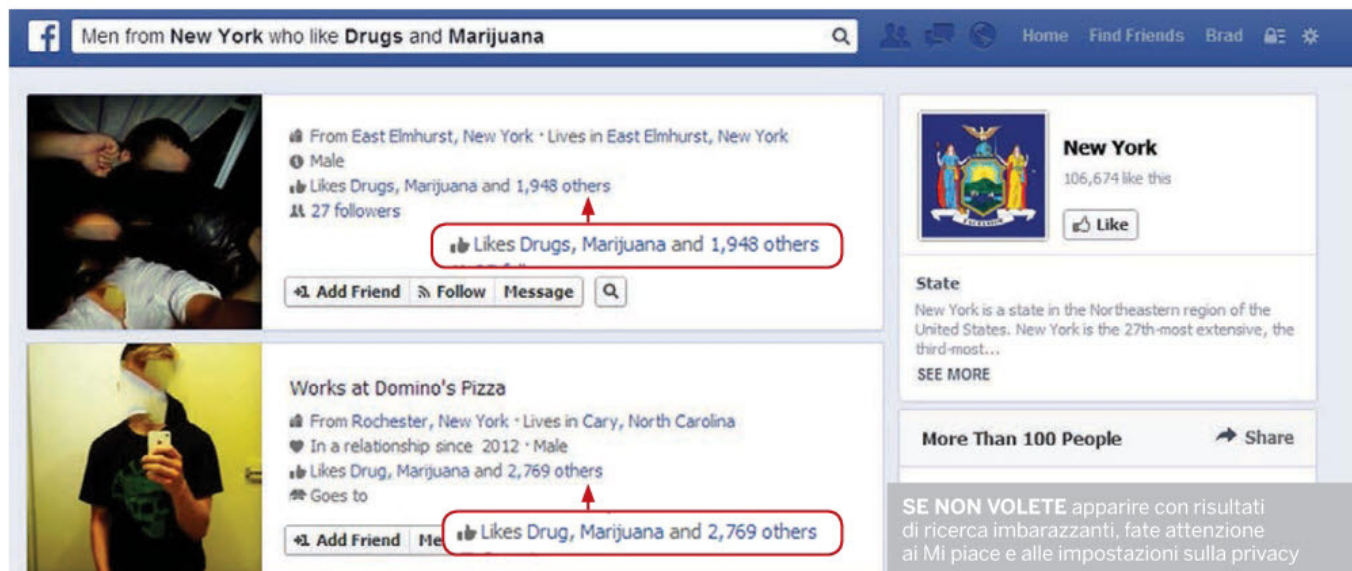 f
Men from New York who like Drugs and Marijuana
Home Find Friends Brad
From East Elmhurst, New York · Lives in East Elmhurst, New York
Male
Likes Drugs, Marijuana and 1,948 others
27 followers
Likes Drugs, Marijuana and 1,948 others
+1 Add Friend Follow Message
Works at Domino's Pizza
From Rochester, New York · Lives in Cary, North Carolina
In a relationship since 2012 · Male
Likes Drug, Marijuana and 2,769 others
Goes to
Likes Drug, Marijuana and 2,769 others
+1 Add Friend Me
New York
106,674 like this
Like
State
New York is a state in the Northeastern region of the
United States. New York is the 27th-most extensive, the
third-most...
SEE MORE
More Than 100 People Share
SE NON VOLETE apparire con risultati
di ricerca imbarazzanti, fate attenzione
ai Mi piace e alle impostazioni sulla privacy